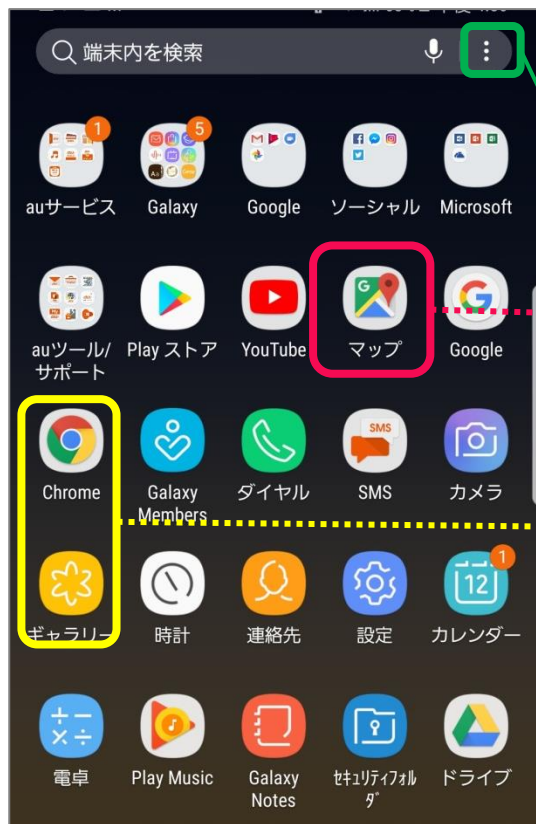 端末内を検索
1
5
auサービス Galaxy Google ソーシャル Microsoft
auツール/ Play ストア YouTube マップ Google
サポート
SMS
Chrome Galaxy ダイヤル SMS カメラ
Members
1
12
ギャラリー 時計 連絡先 設定 カレンダー
電卓 Play Music Galaxy ｾｷｭﾘﾃｨﾌｫﾙ ドライブ
Notes ﾀﾞ